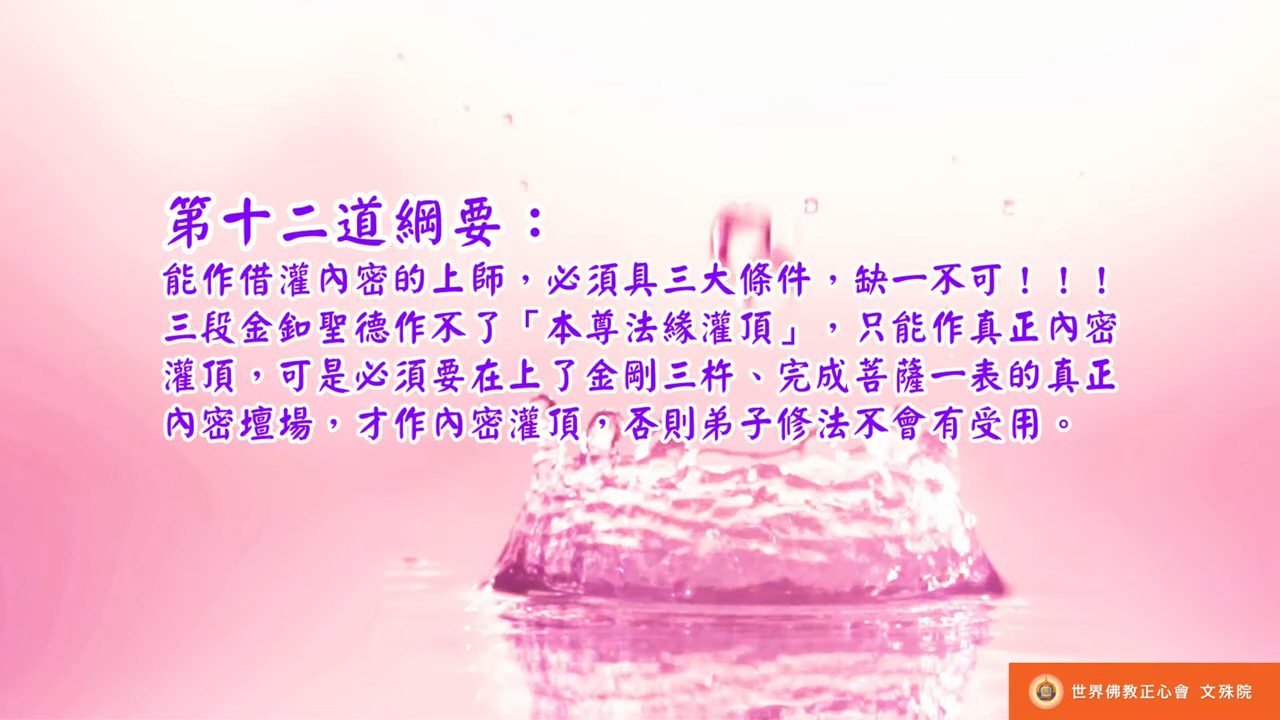 第十二道綱要：
能作借灌內密的上師，必須具三大條件，缺一不可！！！
三段金釦聖德作不了「本尊法緣灌頂」，只能作真正內密
灌頂，可是必須要在上了金剛三杵、完成菩薩一表的真正
內密壇場，才作內密灌頂，否則弟子修法不會有受用。
世界佛教正心會 文殊院